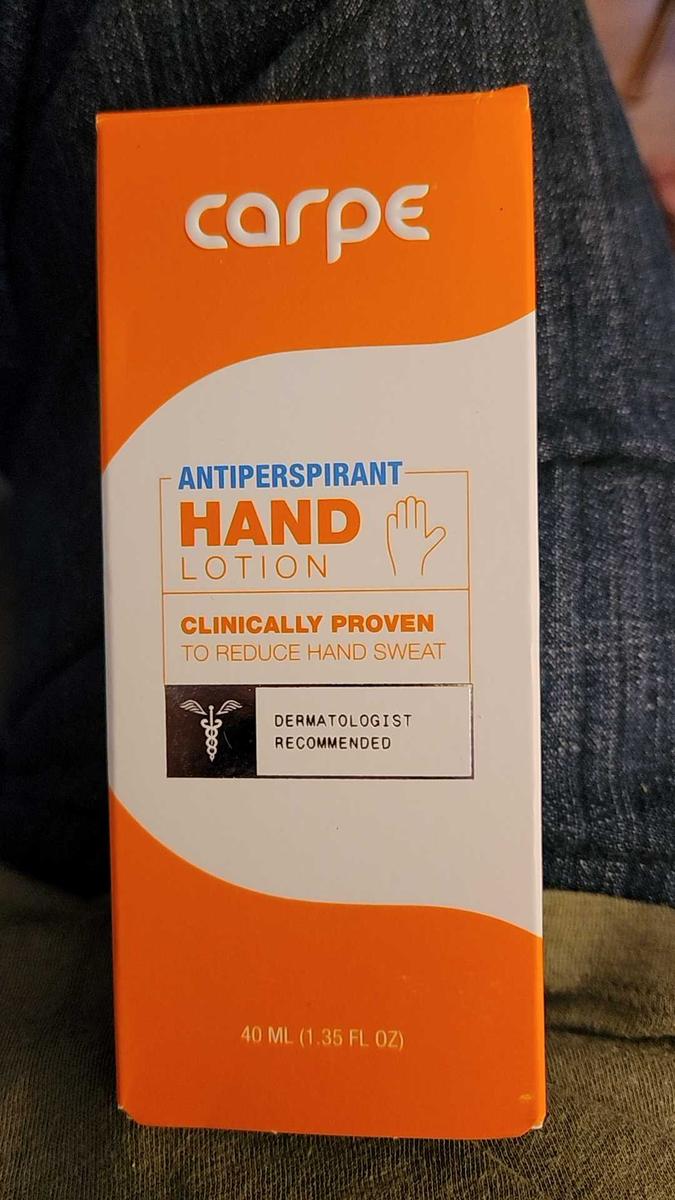 carpe
ANTIPERSPIRANT
HAND
LOTION
CLINICALLY PROVEN
TO REDUCE HAND SWEAT
DERMATOLOGIST
RECOMMENDED
40 ML (1.35 FL OZ)